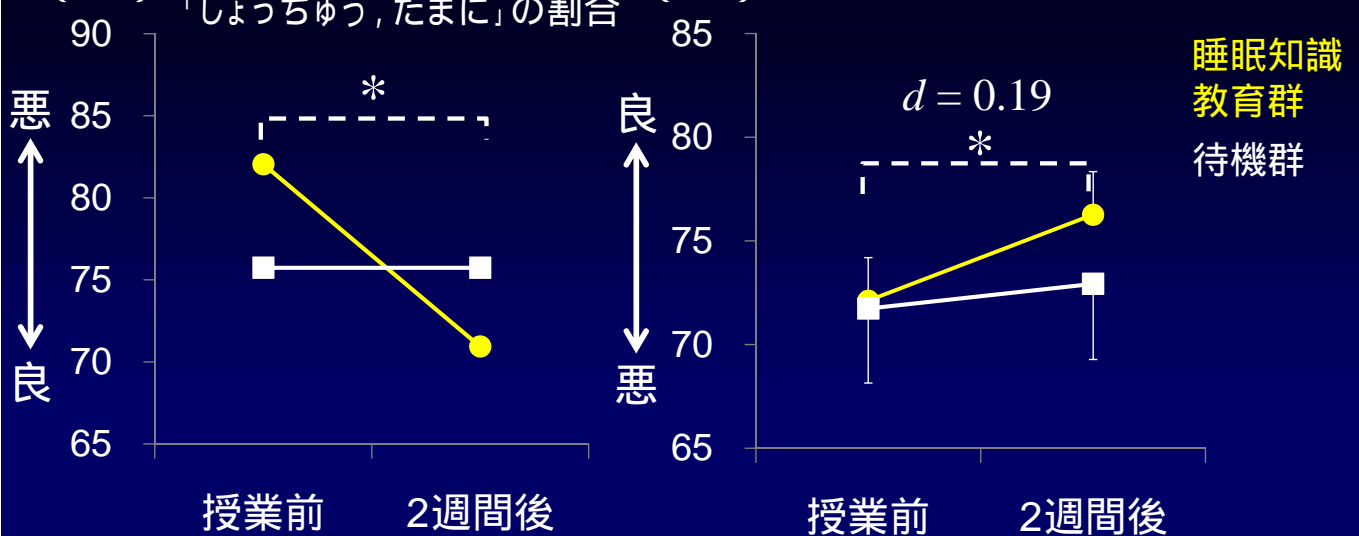 「しょっちゅう，たまに」の割合
90
85
80
75
70
65
悪
良
*
授業前
2週間後
85
80
75
70
65
良
悪
d = 0.19
*
授業前
2週間後
睡眠知識
教育群
待機群